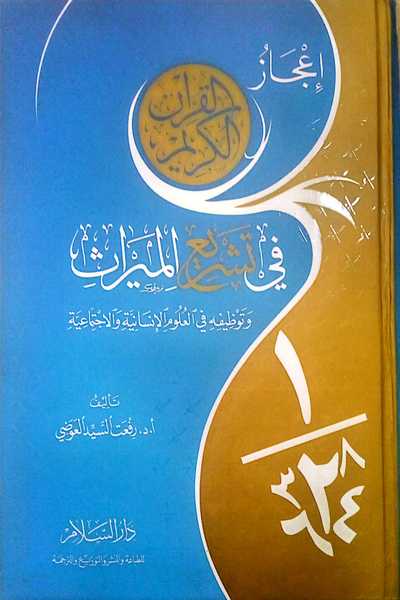 إعجاز
القرآن
الكريم
في تشريع الميراث
وتوظيفه في العلوم الإنسانية والاجتماعية
تأليف
أ.د. رفعت السيد العوضي
١
٣ ٢ ٨
٦ ٤
دار السلام
للطباعة والنشر والتوزيع والترجمة